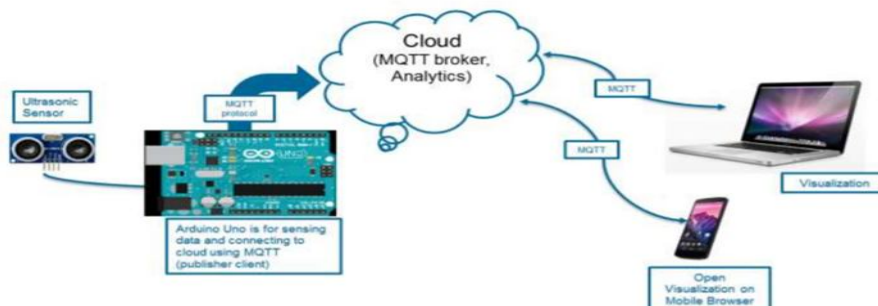 Cloud
(MQTT broker,
Analytics)
Ultrasonic
Sensor
MQTT
protocol
UNO
Arduino Uno is for sensing
data and connecting to
cloud using MQTT
(publisher client)
MQTT
MQTT
Visualization
Open
Visualization on
Mobile Browser